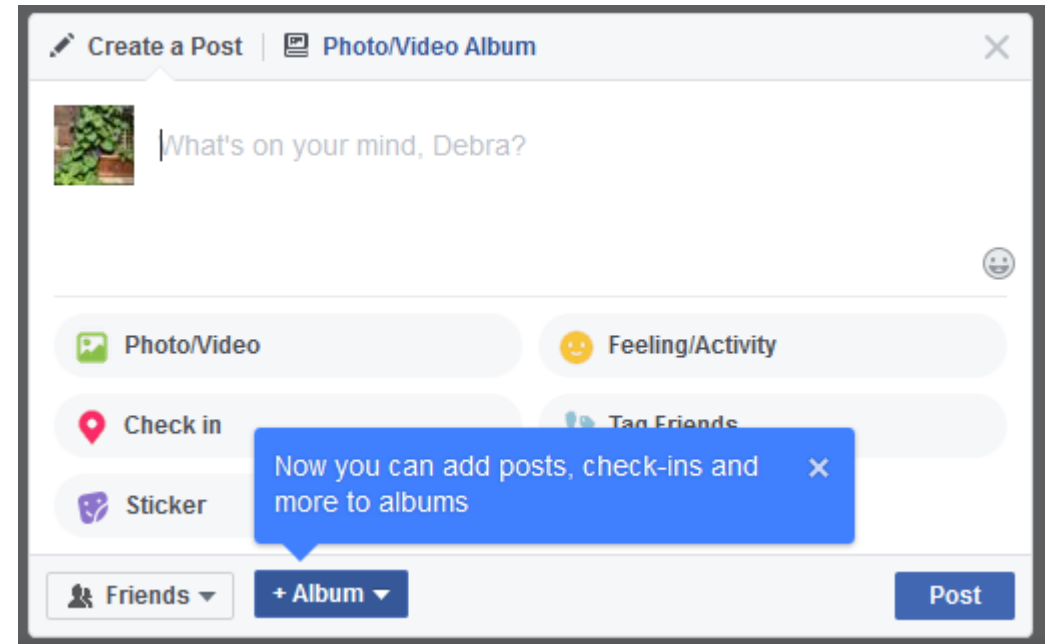 Create a Post
Photo/Video Album
What's on your mind, Debra?
Photo/Video
Feeling/Activity
Check in
Tag Friends
Now you can add posts, check-ins and
more to albums
Sticker
Friends
+ Album
Post